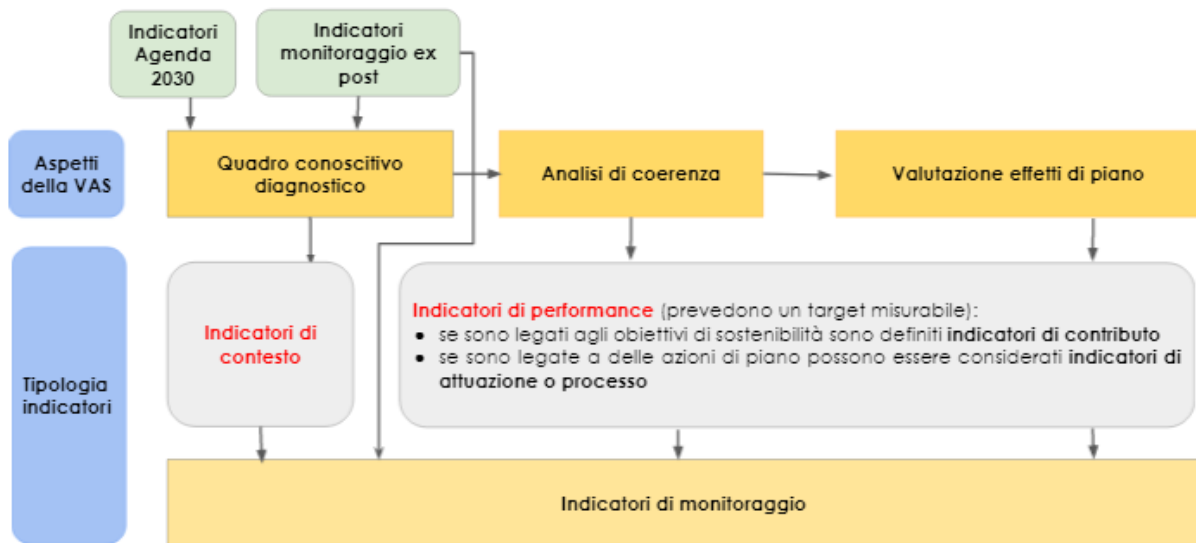 Indicatori
Agenda
2030
Indicatori
monitoraggio ex
post
Aspetti
della VAS
Quadro conoscitivo
diagnostico
Analisi di coerenza
Valutazione effetti di piano
Tipologia
indicatori
Indicatori di
contesto
Indicatori di performance (prevedono un target misurabile):
• se sono legati agli obiettivi di sostenibilità sono definiti indicatori di contributo
• se sono legate a delle azioni di piano possono essere considerati indicatori di
attuazione o processo
Indicatori di monitoraggio